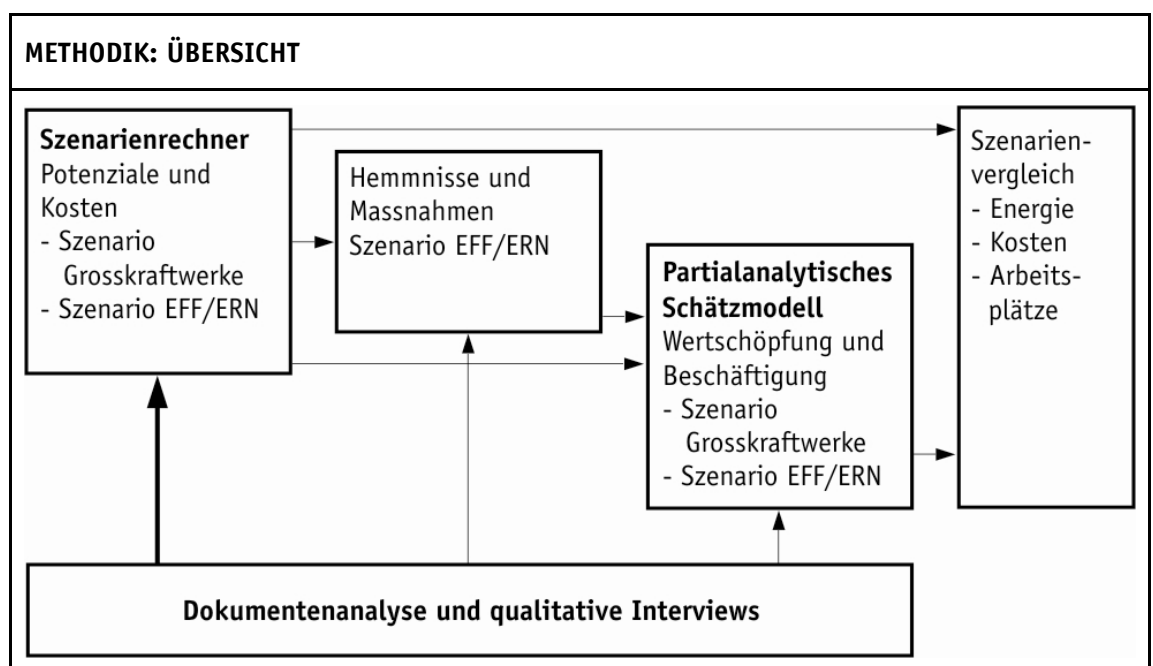 METHODIK: ÜBERSICHT
Szenarienrechner
Potenziale und
Kosten
- Szenario
Grosskraftwerke
- Szenario EFF/ERN
Hemmnisse und
Massnahmen
Szenario EFF/ERN
Partialanalytisches
Schätzmodell
Wertschöpfung und
Beschäftigung
- Szenario
Grosskraftwerke
- Szenario EFF/ERN
Szenarien-
vergleich
- Energie
- Kosten
- Arbeits-
plätze
Dokumentenanalyse und qualitative Interviews